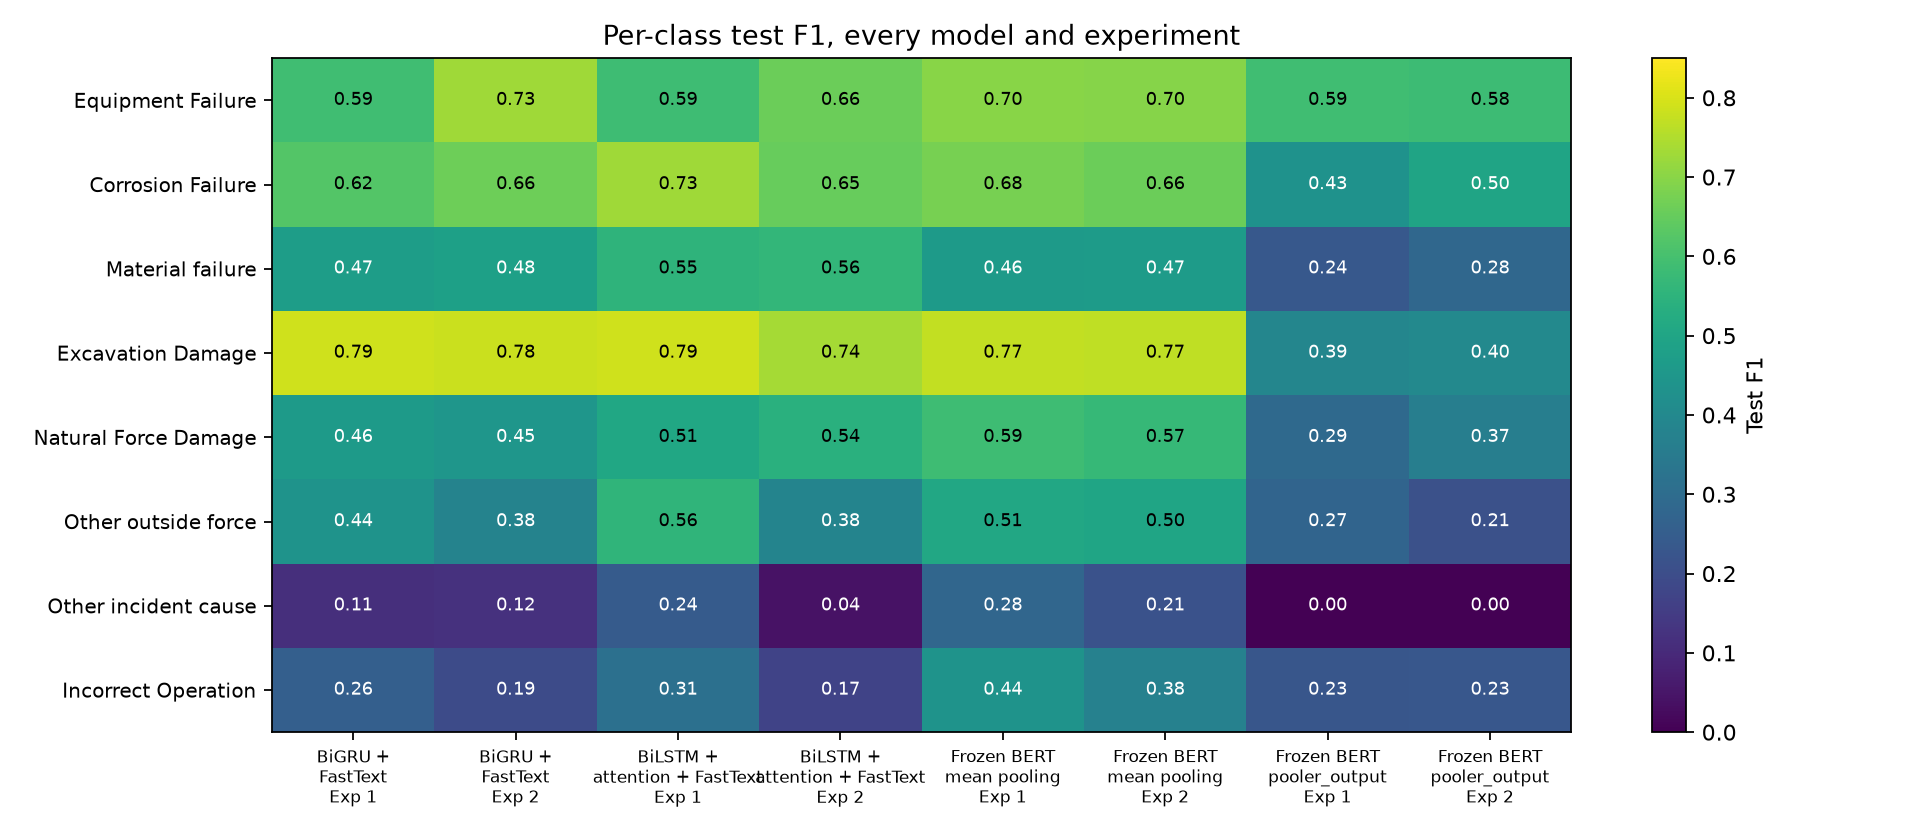 Per-class test F1, every model and experiment
Equipment Failure 0.59 0.73 0.59 0.66 0.70 0.70 0.59 0.58
Corrosion Failure 0.62 0.66 0.73 0.65 0.68 0.66 0.43 0.50
Material failure 0.47 0.48 0.55 0.56 0.46 0.47 0.24 0.28
Excavation Damage 0.79 0.78 0.79 0.74 0.77 0.77 0.39 0.40
Natural Force Damage 0.46 0.45 0.51 0.54 0.59 0.57 0.29 0.37
Other outside force 0.44 0.38 0.56 0.38 0.51 0.50 0.27 0.21
Other incident cause 0.11 0.12 0.24 0.04 0.28 0.21 0.00 0.00
Incorrect Operation 0.26 0.19 0.31 0.17 0.44 0.38 0.23 0.23
BiGRU +
FastText
Exp 1
BiGRU +
FastText
Exp 2
BiLSTM +
attention + FastText
Exp 1
BiLSTM +
attention + FastText
Exp 2
Frozen BERT
mean pooling
Exp 1
Frozen BERT
mean pooling
Exp 2
Frozen BERT
pooler_output
Exp 1
Frozen BERT
pooler_output
Exp 2
0.8
0.7
0.6
0.5
0.4
0.3
0.2
0.1
0.0
Test F1